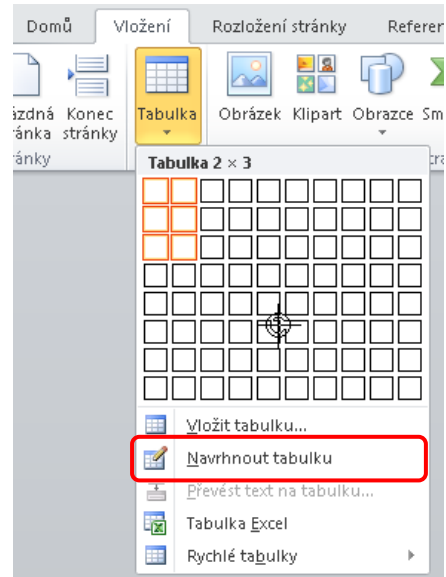 Domů Vložení Rozložení stránky Referen
ázdná Konec Tabulka Obrázek Klipart Obrazce Sm
ránka stránky
ránky
Tabulka 2 × 3
Vložit tabulku...
Navrhnout tabulku
Převést text na tabulku...
Tabulka Excel
Rychlé tabulky